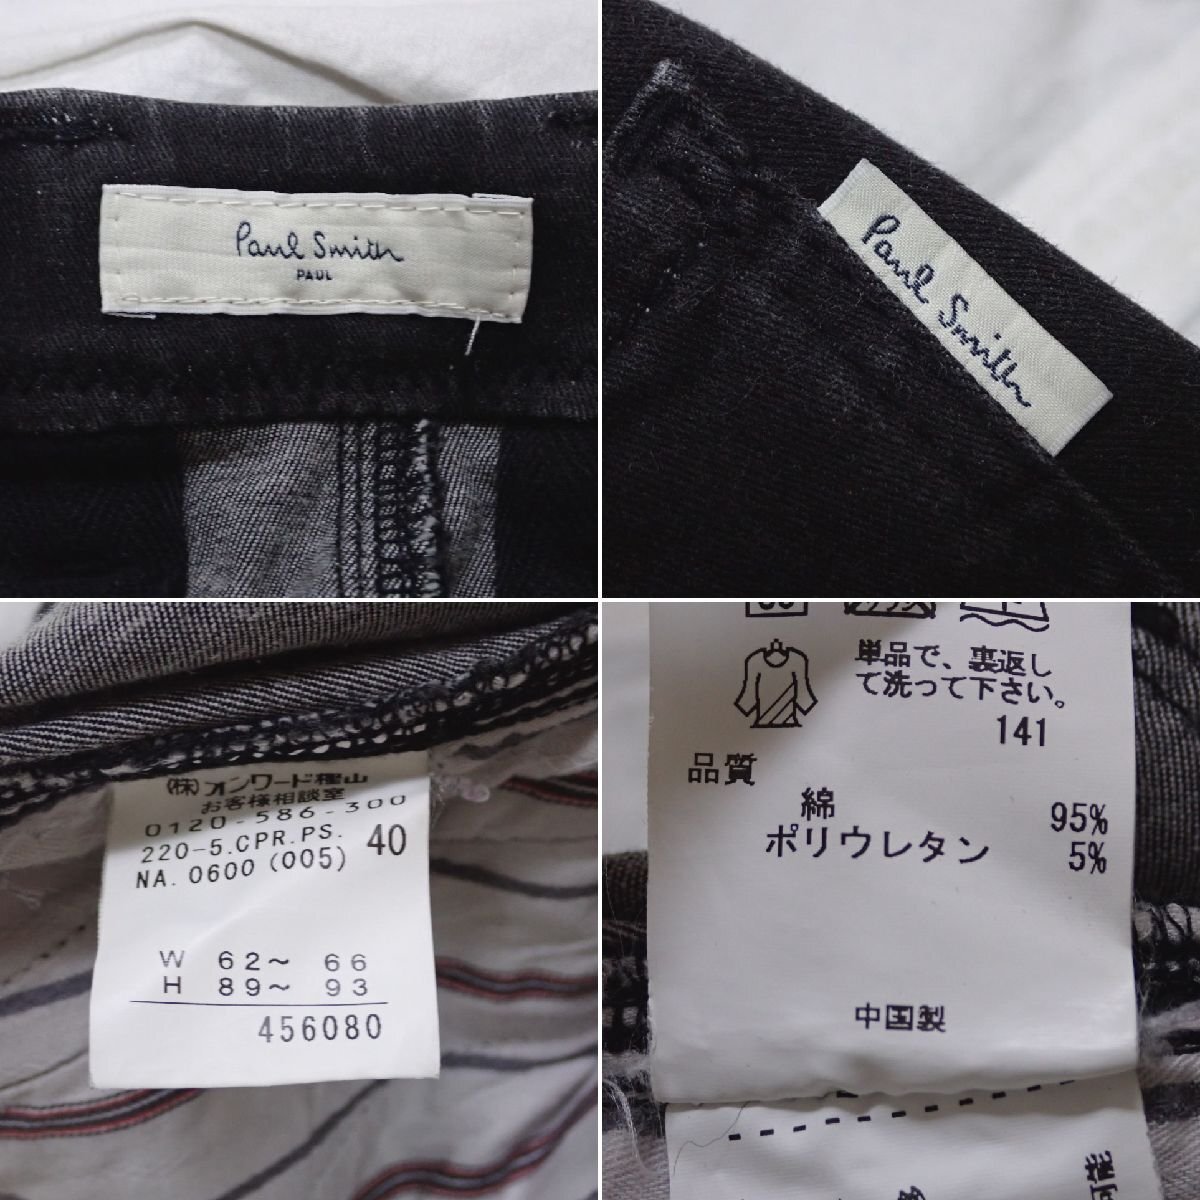 Paul Smith
PAUL
Paul Smith
(株)オンワード樫山
お客様相談室
0120-586-300
220-5.CPR.PS.
40
NA.0600(005)
W 62～ 66
H 89～ 93
456080
単品で、裏返し
て洗って下さい。
141
品質
綿 95%
ポリウレタン 5%
中国製
可能